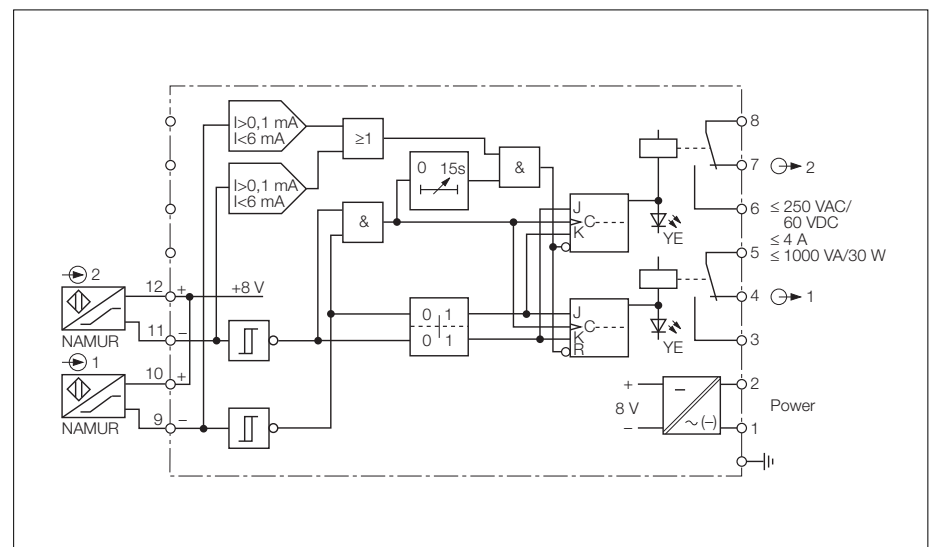 I>0,1 mA
I<6 mA
≥1
8
I>0,1 mA
I<6 mA
0 15s
&
7
2
&
J
C
K
YE
6
≤ 250 VAC/
60 VDC
≤ 4 A
≤ 1000 VA/30 W
5
2
12
+
+8 V
NAMUR
11
–
0 1
0 1
J
C
K
R
YE
4
1
3
1
10
+
NAMUR
9
–
+
8 V
–
–
~ (–)
2
Power
1